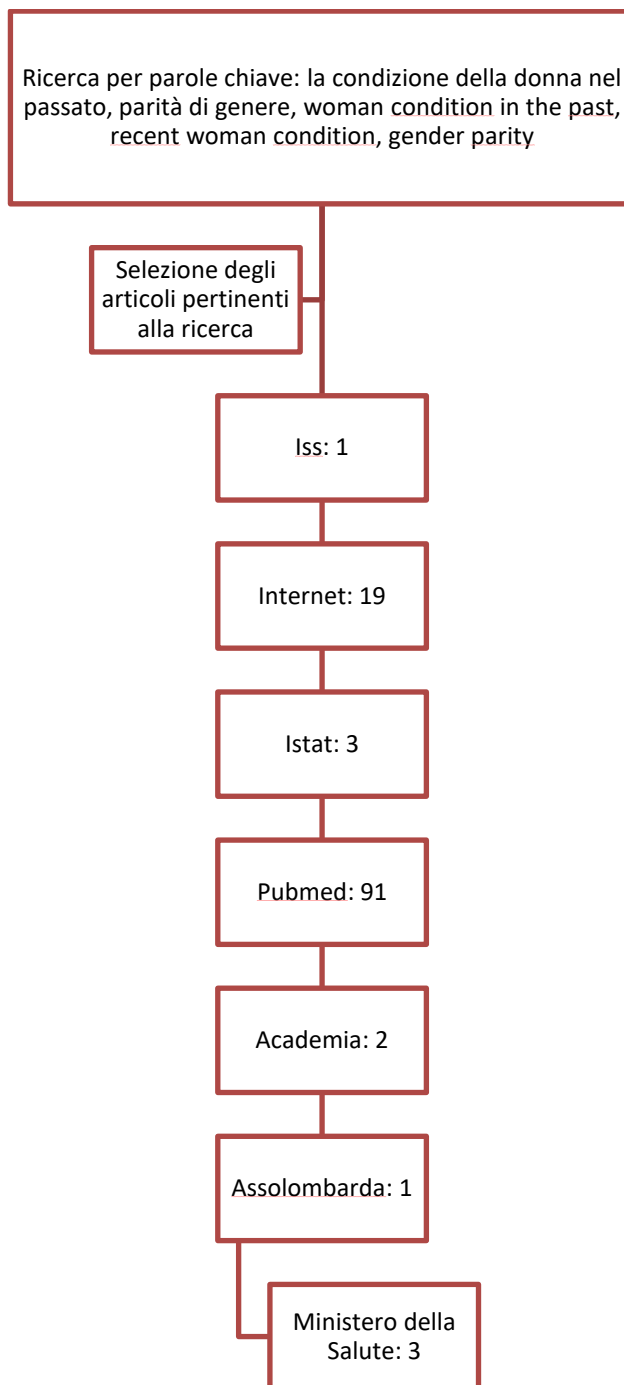 Ricerca per parole chiave: la condizione della donna nel
passato, parità di genere, woman condition in the past,
recent woman condition, gender parity
Selezione degli
articoli pertinenti
alla ricerca
Iss: 1
Internet: 19
Istat: 3
Pubmed: 91
Academia: 2
Assolombarda: 1
Ministero della
Salute: 3